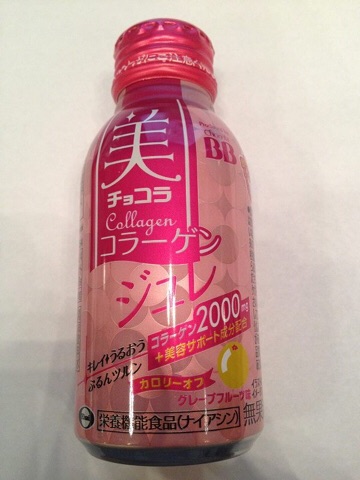 美
チョコラ
Collagen
コラーゲン
ジュレ
Choco
BB
コラーゲン2000mg
+美容サポート成分配合
キレイ+うるおう
ぷるんツルン
カロリーオフ
グレープフルーツ味
栄養機能食品(ナイアシン)
無果